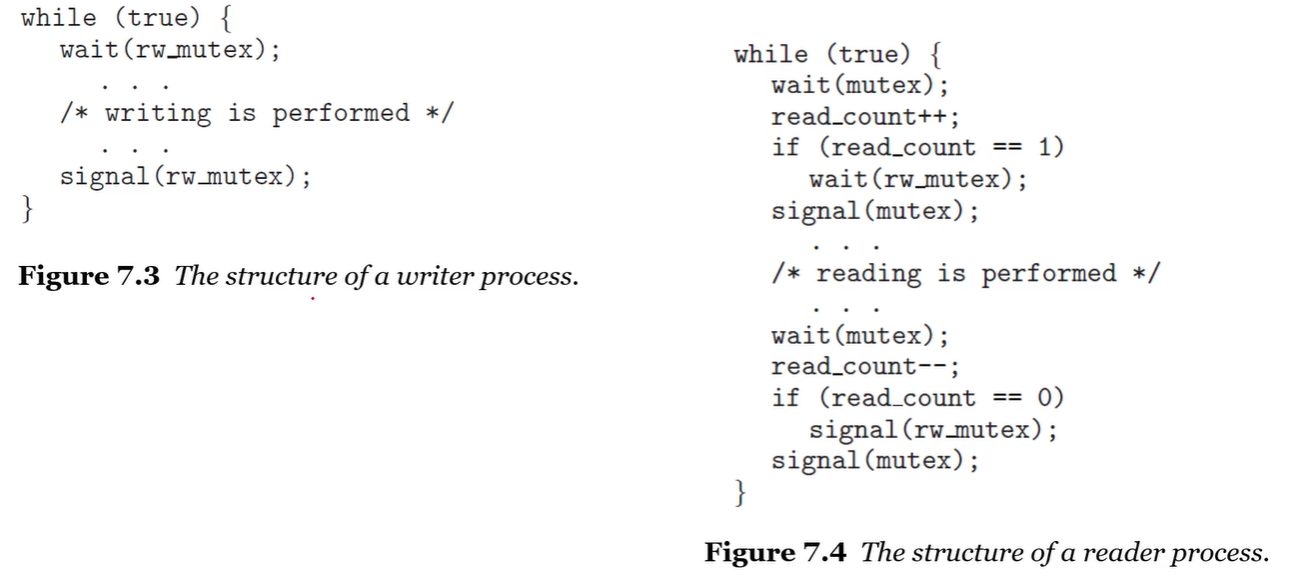 while (true) {
wait(rw_mutex);
. . .
/* writing is performed */
. . .
signal(rw_mutex);
}
Figure 7.3 The structure of a writer process.
while (true) {
wait(mutex);
read_count++;
if (read_count == 1)
wait(rw_mutex);
signal(mutex);
. . .
/* reading is performed */
. . .
wait(mutex);
read_count--;
if (read_count == 0)
signal(rw_mutex);
signal(mutex);
}
Figure 7.4 The structure of a reader process.